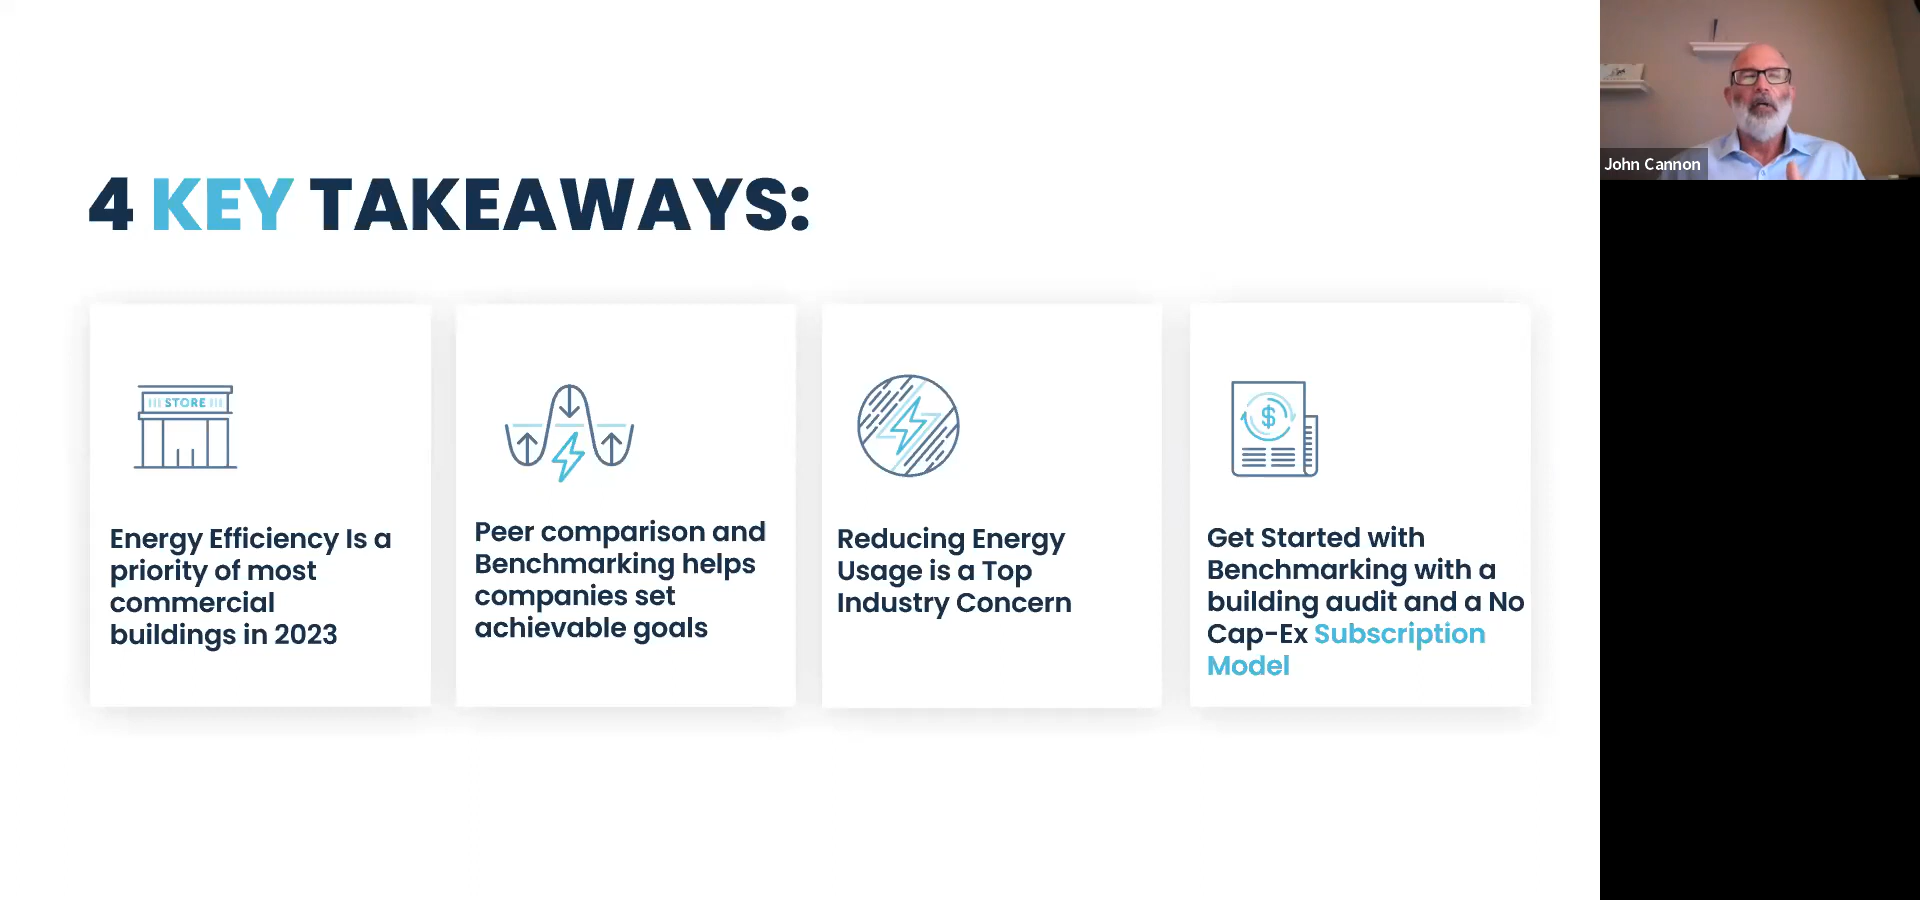 4 KEY TAKEAWAYS:
STORE
Energy Efficiency Is a
priority of most
commercial
buildings in 2023
Peer comparison and
Benchmarking helps
companies set
achievable goals
Reducing Energy
Usage is a Top
Industry Concern
$
Get Started with
Benchmarking with a
building audit and a No
Cap-Ex Subscription
Model
John Cannon